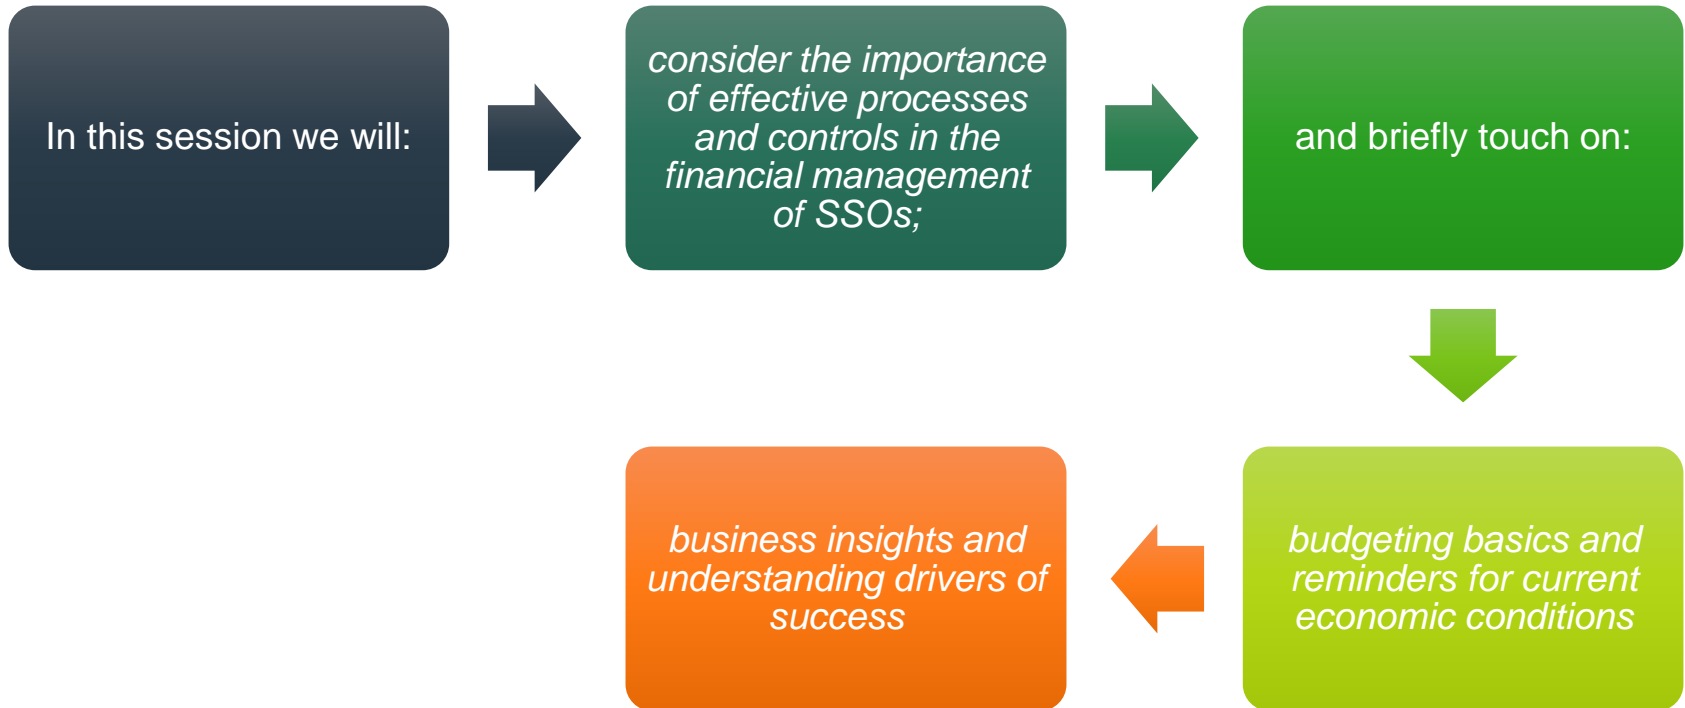 In this session we will:
consider the importance
of effective processes
and controls in the
financial management
of SSOs;
and briefly touch on:
budgeting basics and
reminders for current
economic conditions
business insights and
understanding drivers of
success